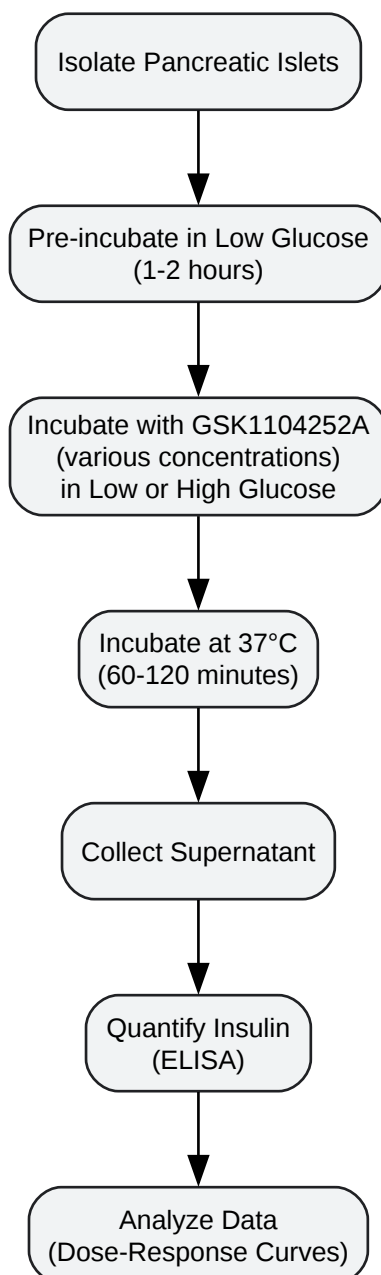 Isolate Pancreatic Islets
Pre-incubate in Low Glucose
(1-2 hours)
Incubate with GSK1104252A
(various concentrations)
in Low or High Glucose
Incubate at 37°C
(60-120 minutes)
Collect Supernatant
Quantify Insulin
(ELISA)
Analyze Data
(Dose-Response Curves)